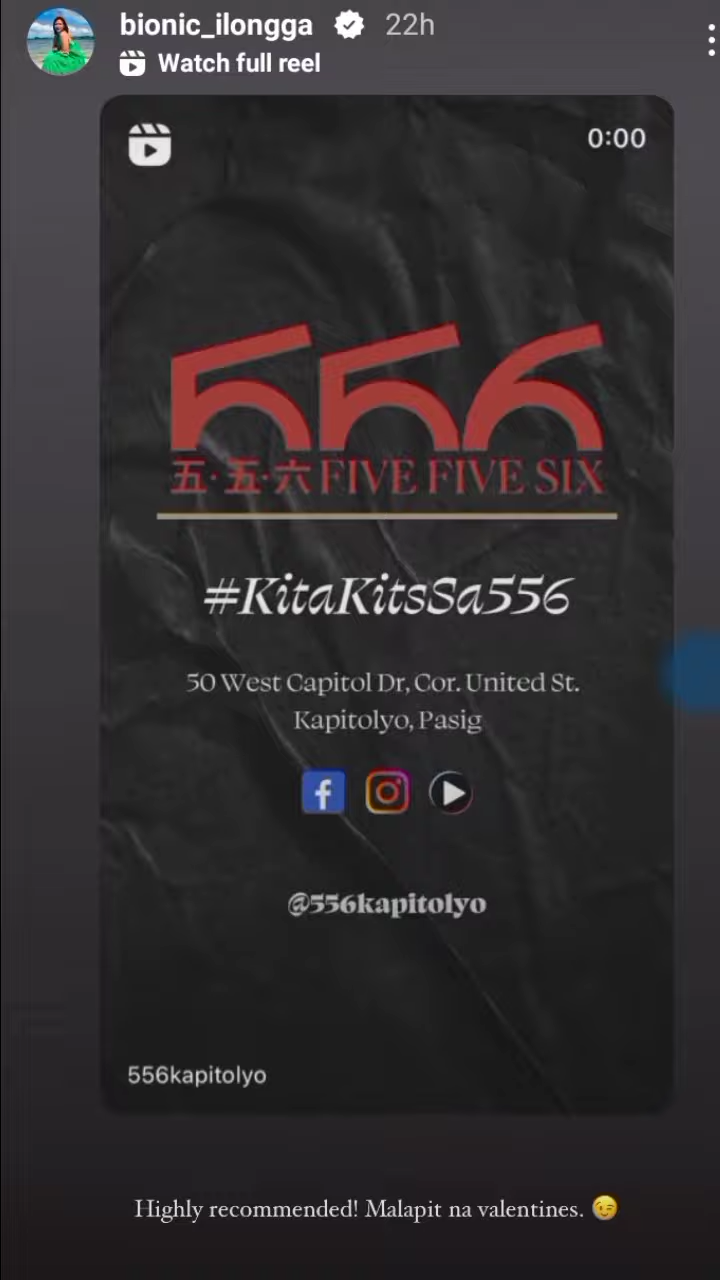 bionic_ilongga 22h
Watch full reel
0:00
556
五·五·六 FIVE FIVE SIX
#KitaKitsSa556
50 West Capitol Dr, Cor. United St.
Kapitolyo, Pasig
@556kapitolyo
556kapitolyo
Highly recommended! Malapit na valentines. 😉